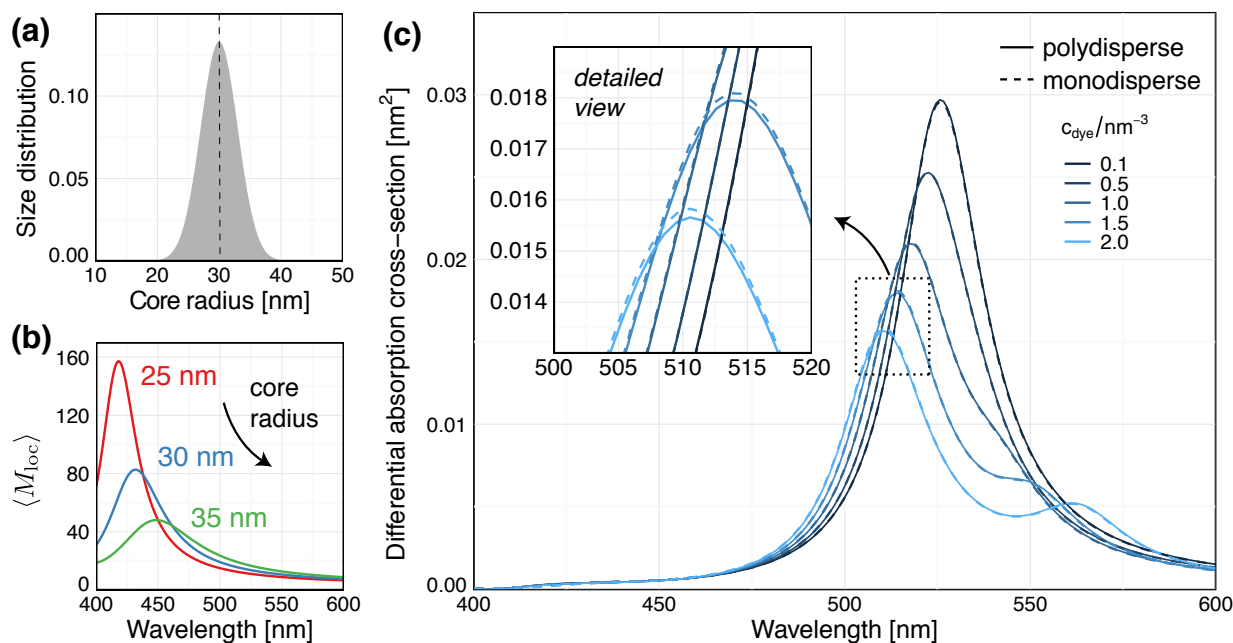 (a)
Size distribution
0.10
0.05
0.00
10 20 30 40 50
Core radius [nm]
(b)
⟨M_loc⟩
160
120
80
40
0
25 nm
30 nm
35 nm
core
radius
400 450 500 550 600
Wavelength [nm]
(c)
Differential absorption cross−section [nm²]
0.03
0.02
0.01
0.00
400 450 500 550 600
Wavelength [nm]
detailed
view
0.018
0.017
0.016
0.015
0.014
500 505 510 515 520
polydisperse
monodisperse
c_dye/nm⁻³
0.1
0.5
1.0
1.5
2.0